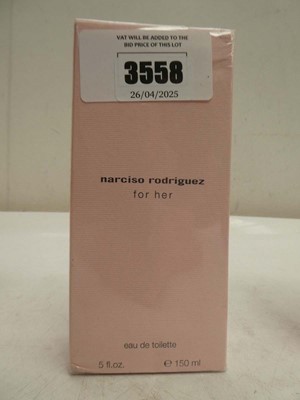 VAT WILL BE ADDED TO THE
BID PRICE OF THIS LOT
3558
26/04/2025
narciso rodriguez
for her
eau de toilette
5 fl.oz. ℮ 150 ml